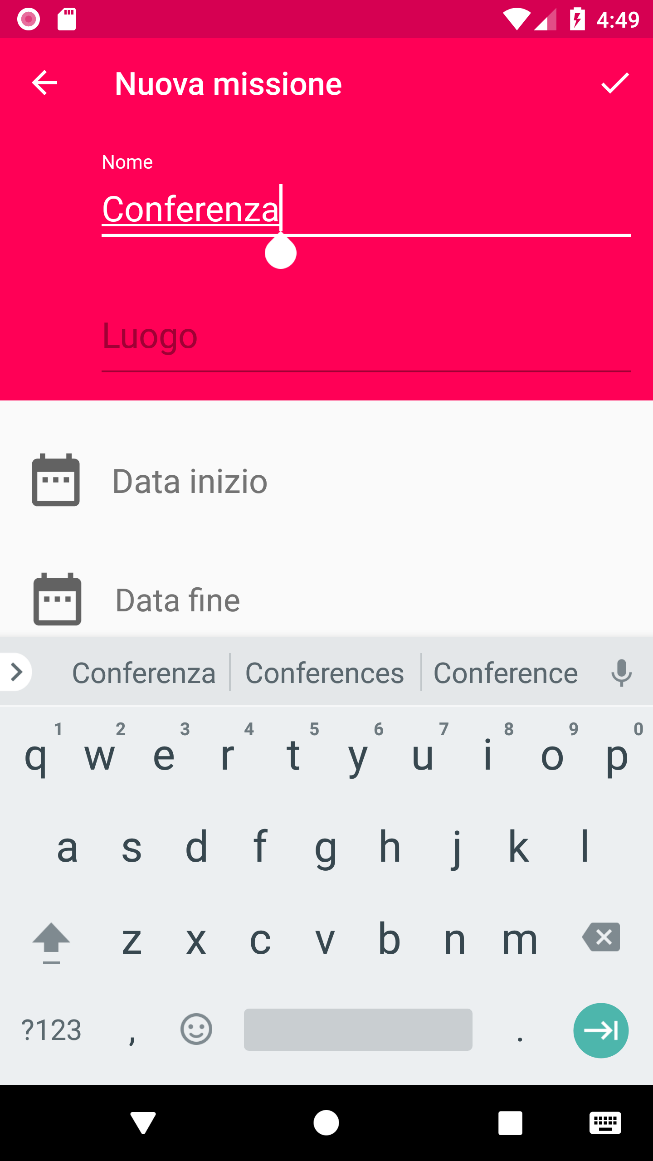 4:49
Nuova missione
Nome
Conferenza
Luogo
Data inizio
Data fine
Conferenza Conferences Conference
1 2 3 4 5 6 7 8 9 0
q w e r t y u i o p
a s d f g h j k l
z x c v b n m
?123 , .